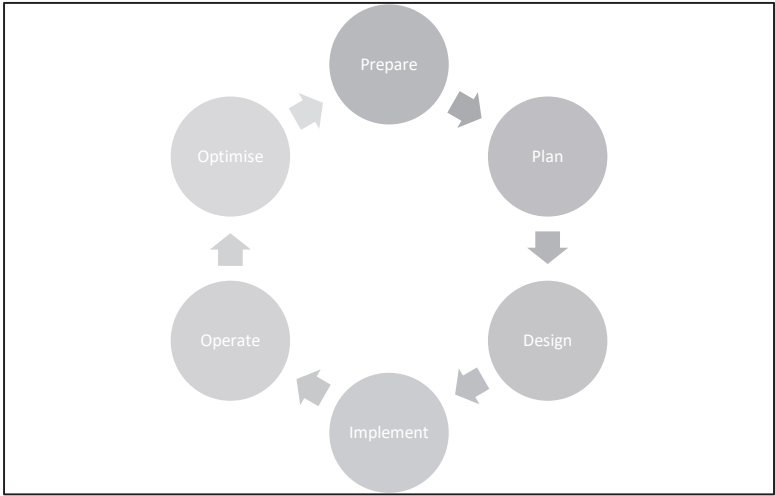 Prepare
Plan
Design
Implement
Operate
Optimise